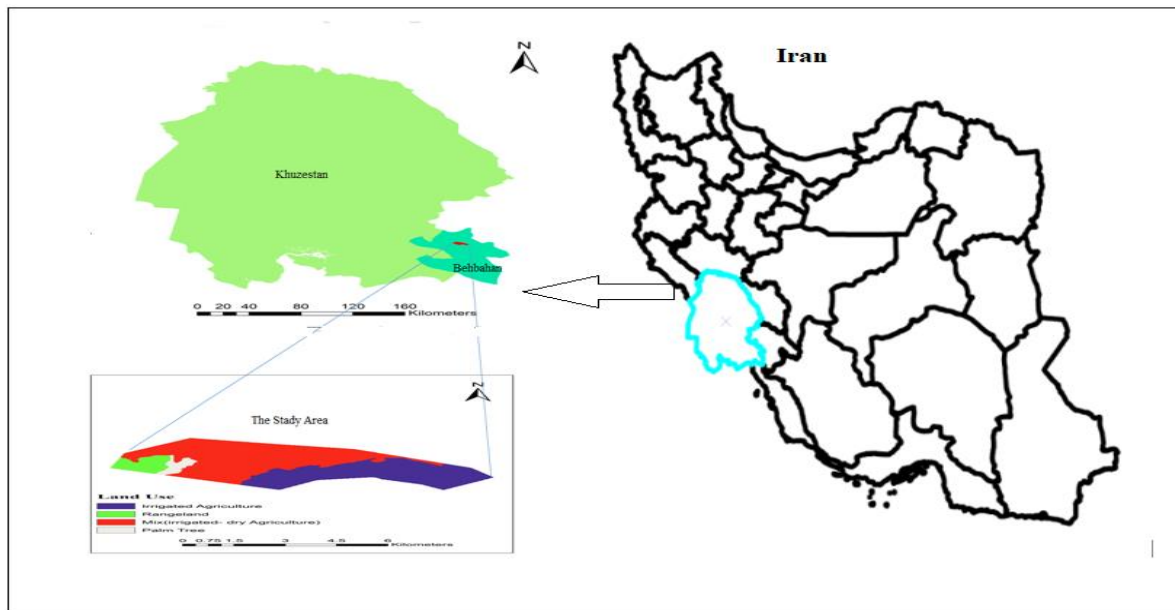 N
Iran
Khuzestan
Behbahan
0 20 40 80 120 160
Kilometers
N
The Stady Area
Land Use
Irrigated Agriculture
Rangeland
Mix(irrigated- dry Agriculture)
Palm Tree
0 0.75 1.5 3 4.5 6
Kilometers